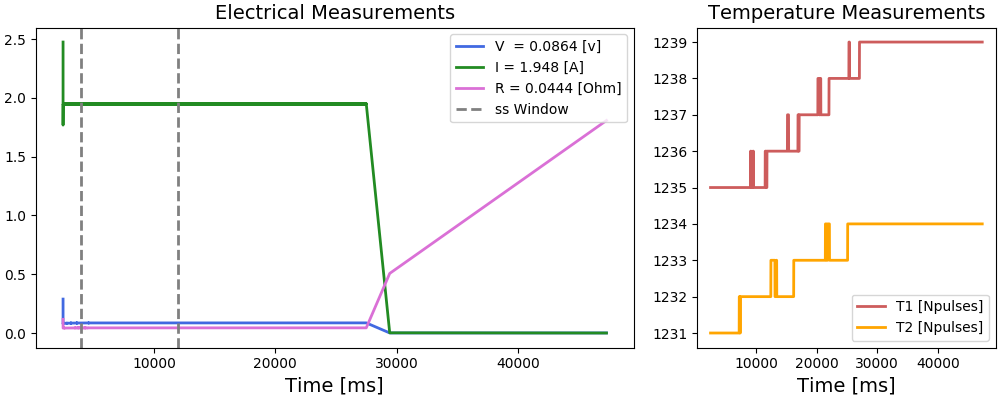 Electrical Measurements
2.5
2.0
1.5
1.0
0.5
0.0
V  = 0.0864 [v]
I = 1.948 [A]
R = 0.0444 [Ohm]
ss Window
10000 20000 30000 40000
Time [ms]
Temperature Measurements
1239
1238
1237
1236
1235
1234
1233
1232
1231
T1 [Npulses]
T2 [Npulses]
10000 20000 30000 40000
Time [ms]